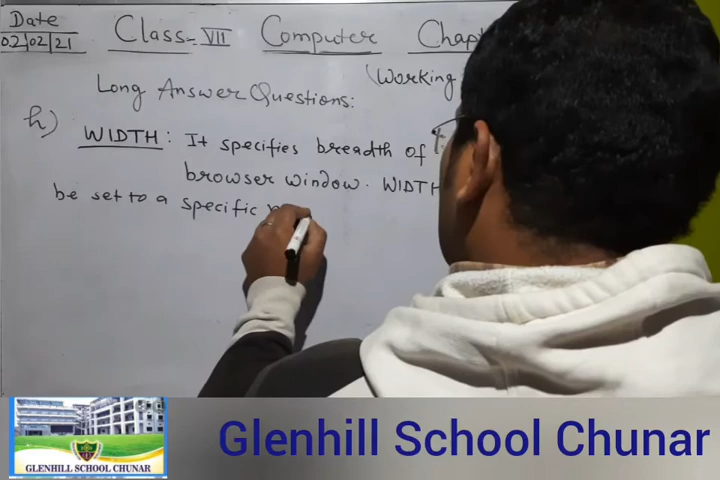 Date
02/02/21
Class-VII Computer
(Working
Long Answer Questions:
h)
WIDTH: It specifies breadth of
browser window. WIDTH
be set to a specific
GLENHILL SCHOOL CHUNAR
Glenhill School Chunar